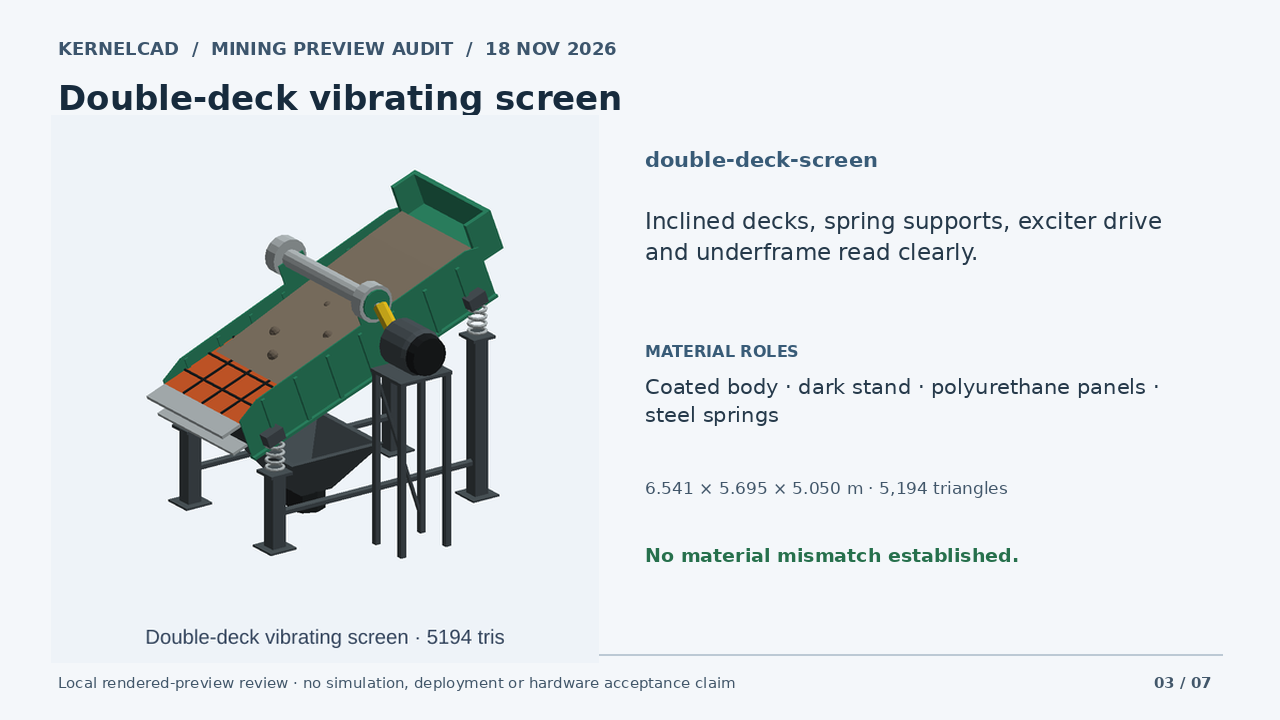 KERNELCAD / MINING PREVIEW AUDIT / 18 NOV 2026
Double-deck vibrating screen
double-deck-screen
Inclined decks, spring supports, exciter drive
and underframe read clearly.
MATERIAL ROLES
Coated body · dark stand · polyurethane panels ·
steel springs
6.541 × 5.695 × 5.050 m · 5,194 triangles
No material mismatch established.
Double-deck vibrating screen · 5194 tris
Local rendered-preview review · no simulation, deployment or hardware acceptance claim
03 / 07